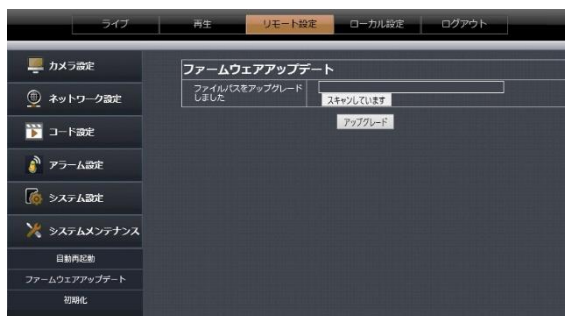 ライブ 再生 リモート設定 ローカル設定 ログアウト
カメラ設定
ネットワーク設定
コード設定
アラーム設定
システム設定
システムメンテナンス
自動再起動
ファームウェアアップデート
初期化
ファームウェアアップデート
ファイルパスをアップグレード
しました
スキャンしています
アップグレード